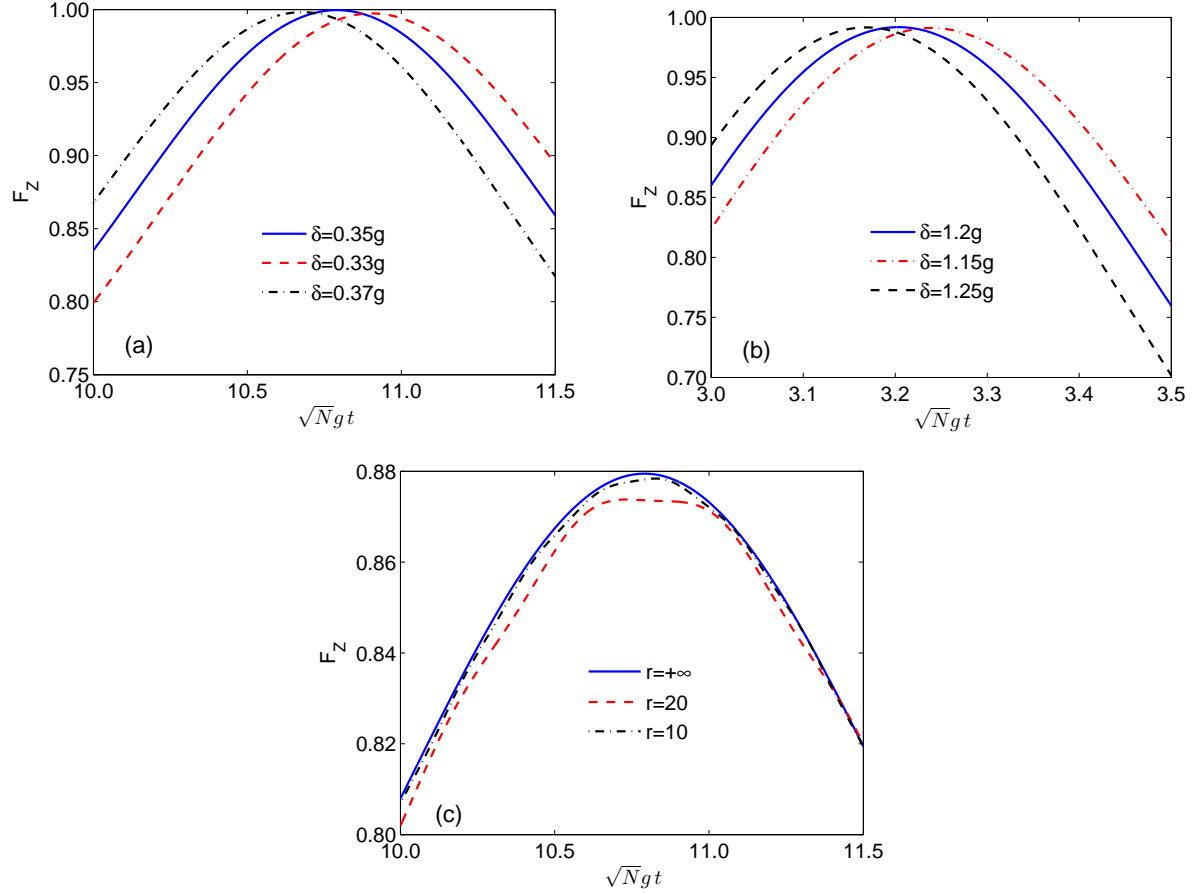 1.00
0.95
0.90
0.85
0.80
0.75
F_Z
10.0 10.5 11.0 11.5
√N g t
δ=0.35g
δ=0.33g
δ=0.37g
(a)
1.00
0.95
0.90
0.85
0.80
0.75
0.70
F_Z
3.0 3.1 3.2 3.3 3.4 3.5
√N g t
δ=1.2g
δ=1.15g
δ=1.25g
(b)
0.88
0.86
0.84
0.82
0.80
F_Z
10.0 10.5 11.0 11.5
√N g t
r=+∞
r=20
r=10
(c)